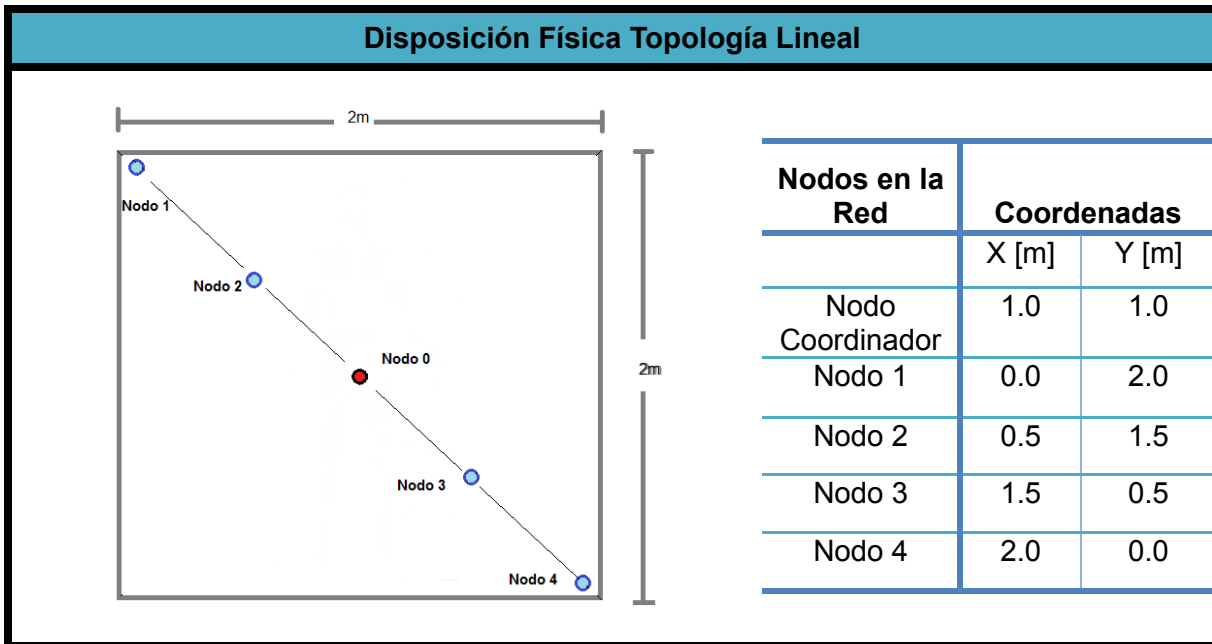 Disposición Física Topología Lineal
2m
Nodo 1
Nodo 2
Nodo 0
Nodo 3
Nodo 4
2m
Nodos en la
Red
Coordenadas
X [m] Y [m]
Nodo
Coordinador 1.0 1.0
Nodo 1 0.0 2.0
Nodo 2 0.5 1.5
Nodo 3 1.5 0.5
Nodo 4 2.0 0.0